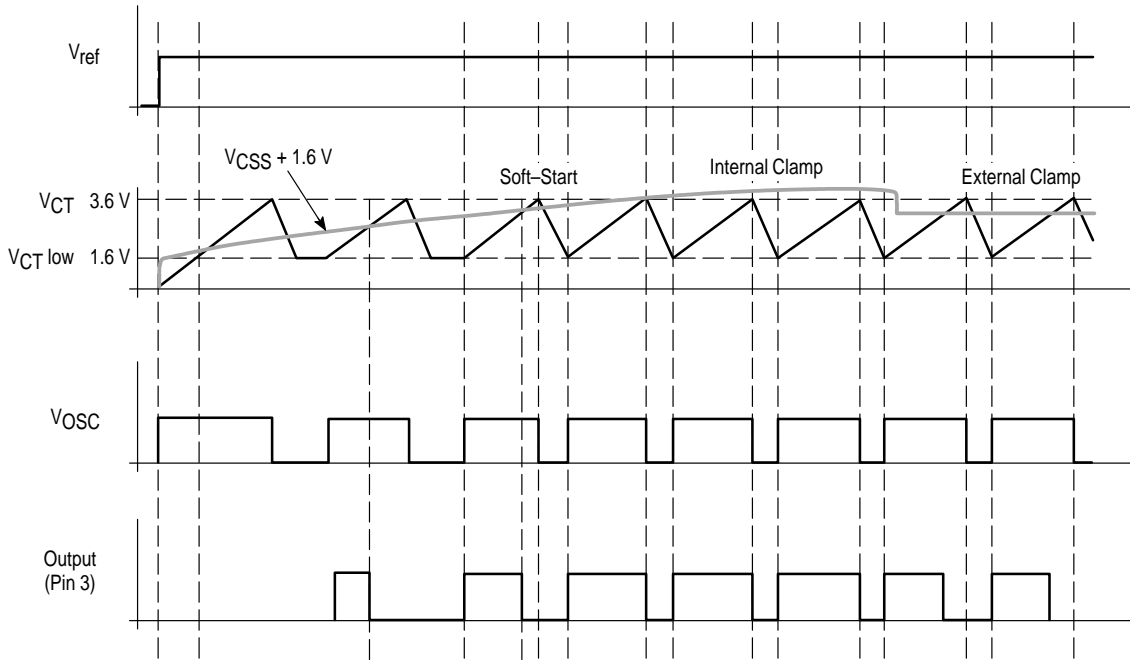 Vref
VCSS + 1.6 V
Soft–Start
Internal Clamp
External Clamp
VCT 3.6 V
VCT low 1.6 V
VOSC
Output
(Pin 3)